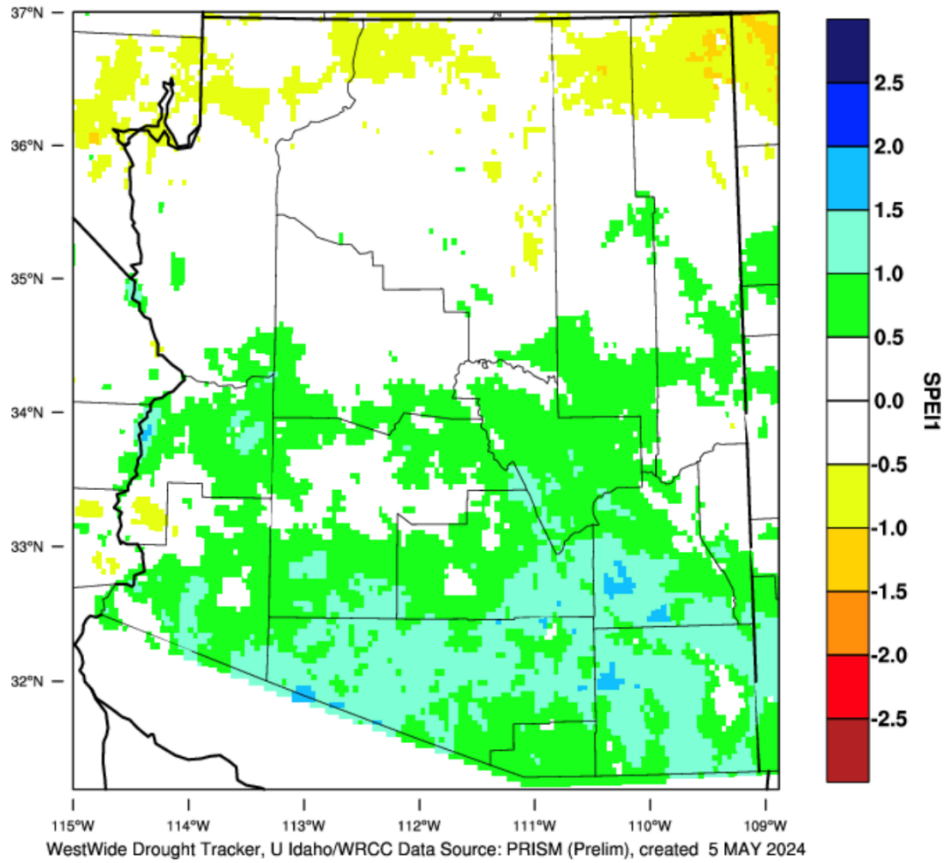 37°N
36°N
35°N
34°N
33°N
32°N
115°W 114°W 113°W 112°W 111°W 110°W 109°W
2.5
2.0
1.5
1.0
0.5
0.0
-0.5
-1.0
-1.5
-2.0
-2.5
SPEI1
WestWide Drought Tracker, U Idaho/WRCC Data Source: PRISM (Prelim), created 5 MAY 2024